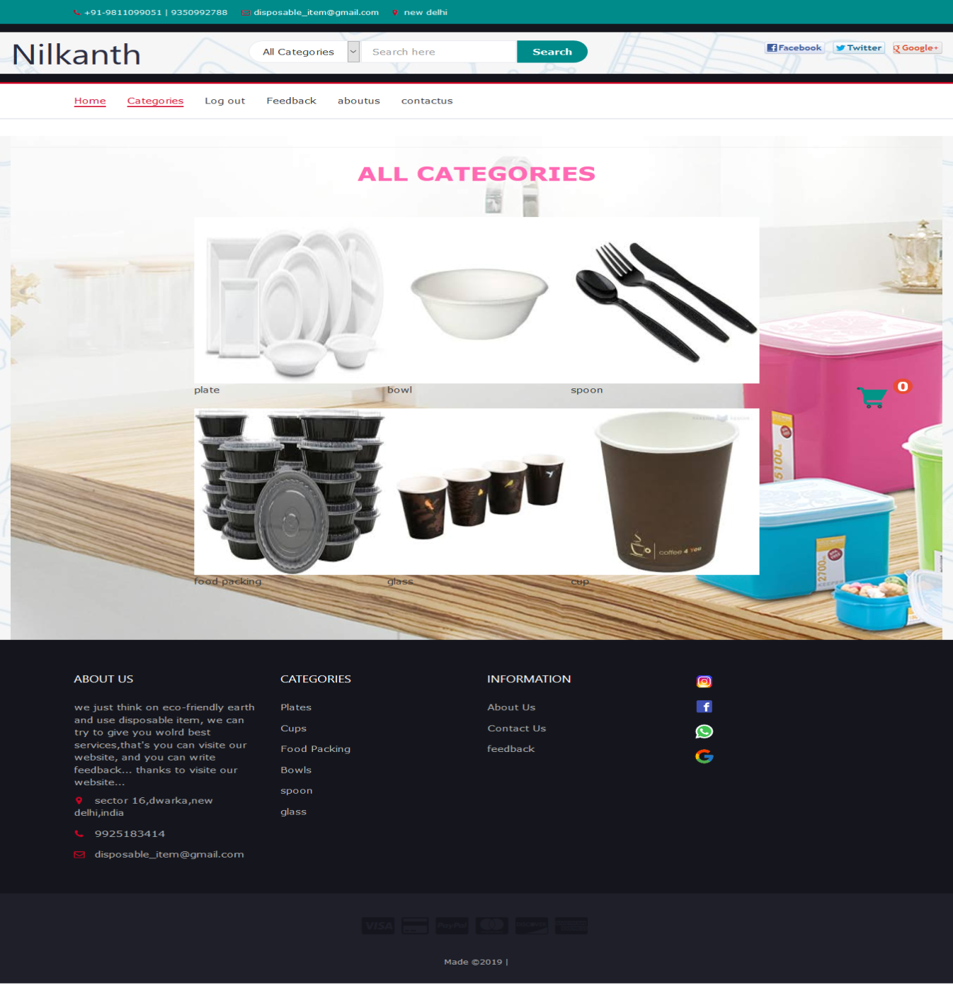 +91-9811099051 | 9350992788 disposable_item@gmail.com new delhi
Nilkanth
All Categories Search here Search
Facebook Twitter Google+
Home Categories Log out Feedback aboutus contactus
ALL CATEGORIES
plate bowl spoon
0
5100
coffee 4 You
2700
KEEPER
food packing glass cup
ABOUT US
we just think on eco-friendly earth
and use disposable item, we can
try to give you wolrd best
services,that's you can visite our
website, and you can write
feedback... thanks to visite our
website...
sector 16,dwarka,new
delhi,india
9925183414
disposable_item@gmail.com
CATEGORIES
Plates
Cups
Food Packing
Bowls
spoon
glass
INFORMATION
About Us
Contact Us
feedback
VISA PayPal
Made ©2019 |